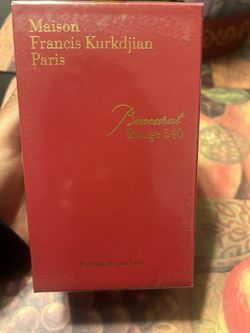 Maison
Francis Kurkdjian
Paris
Baccarat
Rouge 540
Extrait de parfum